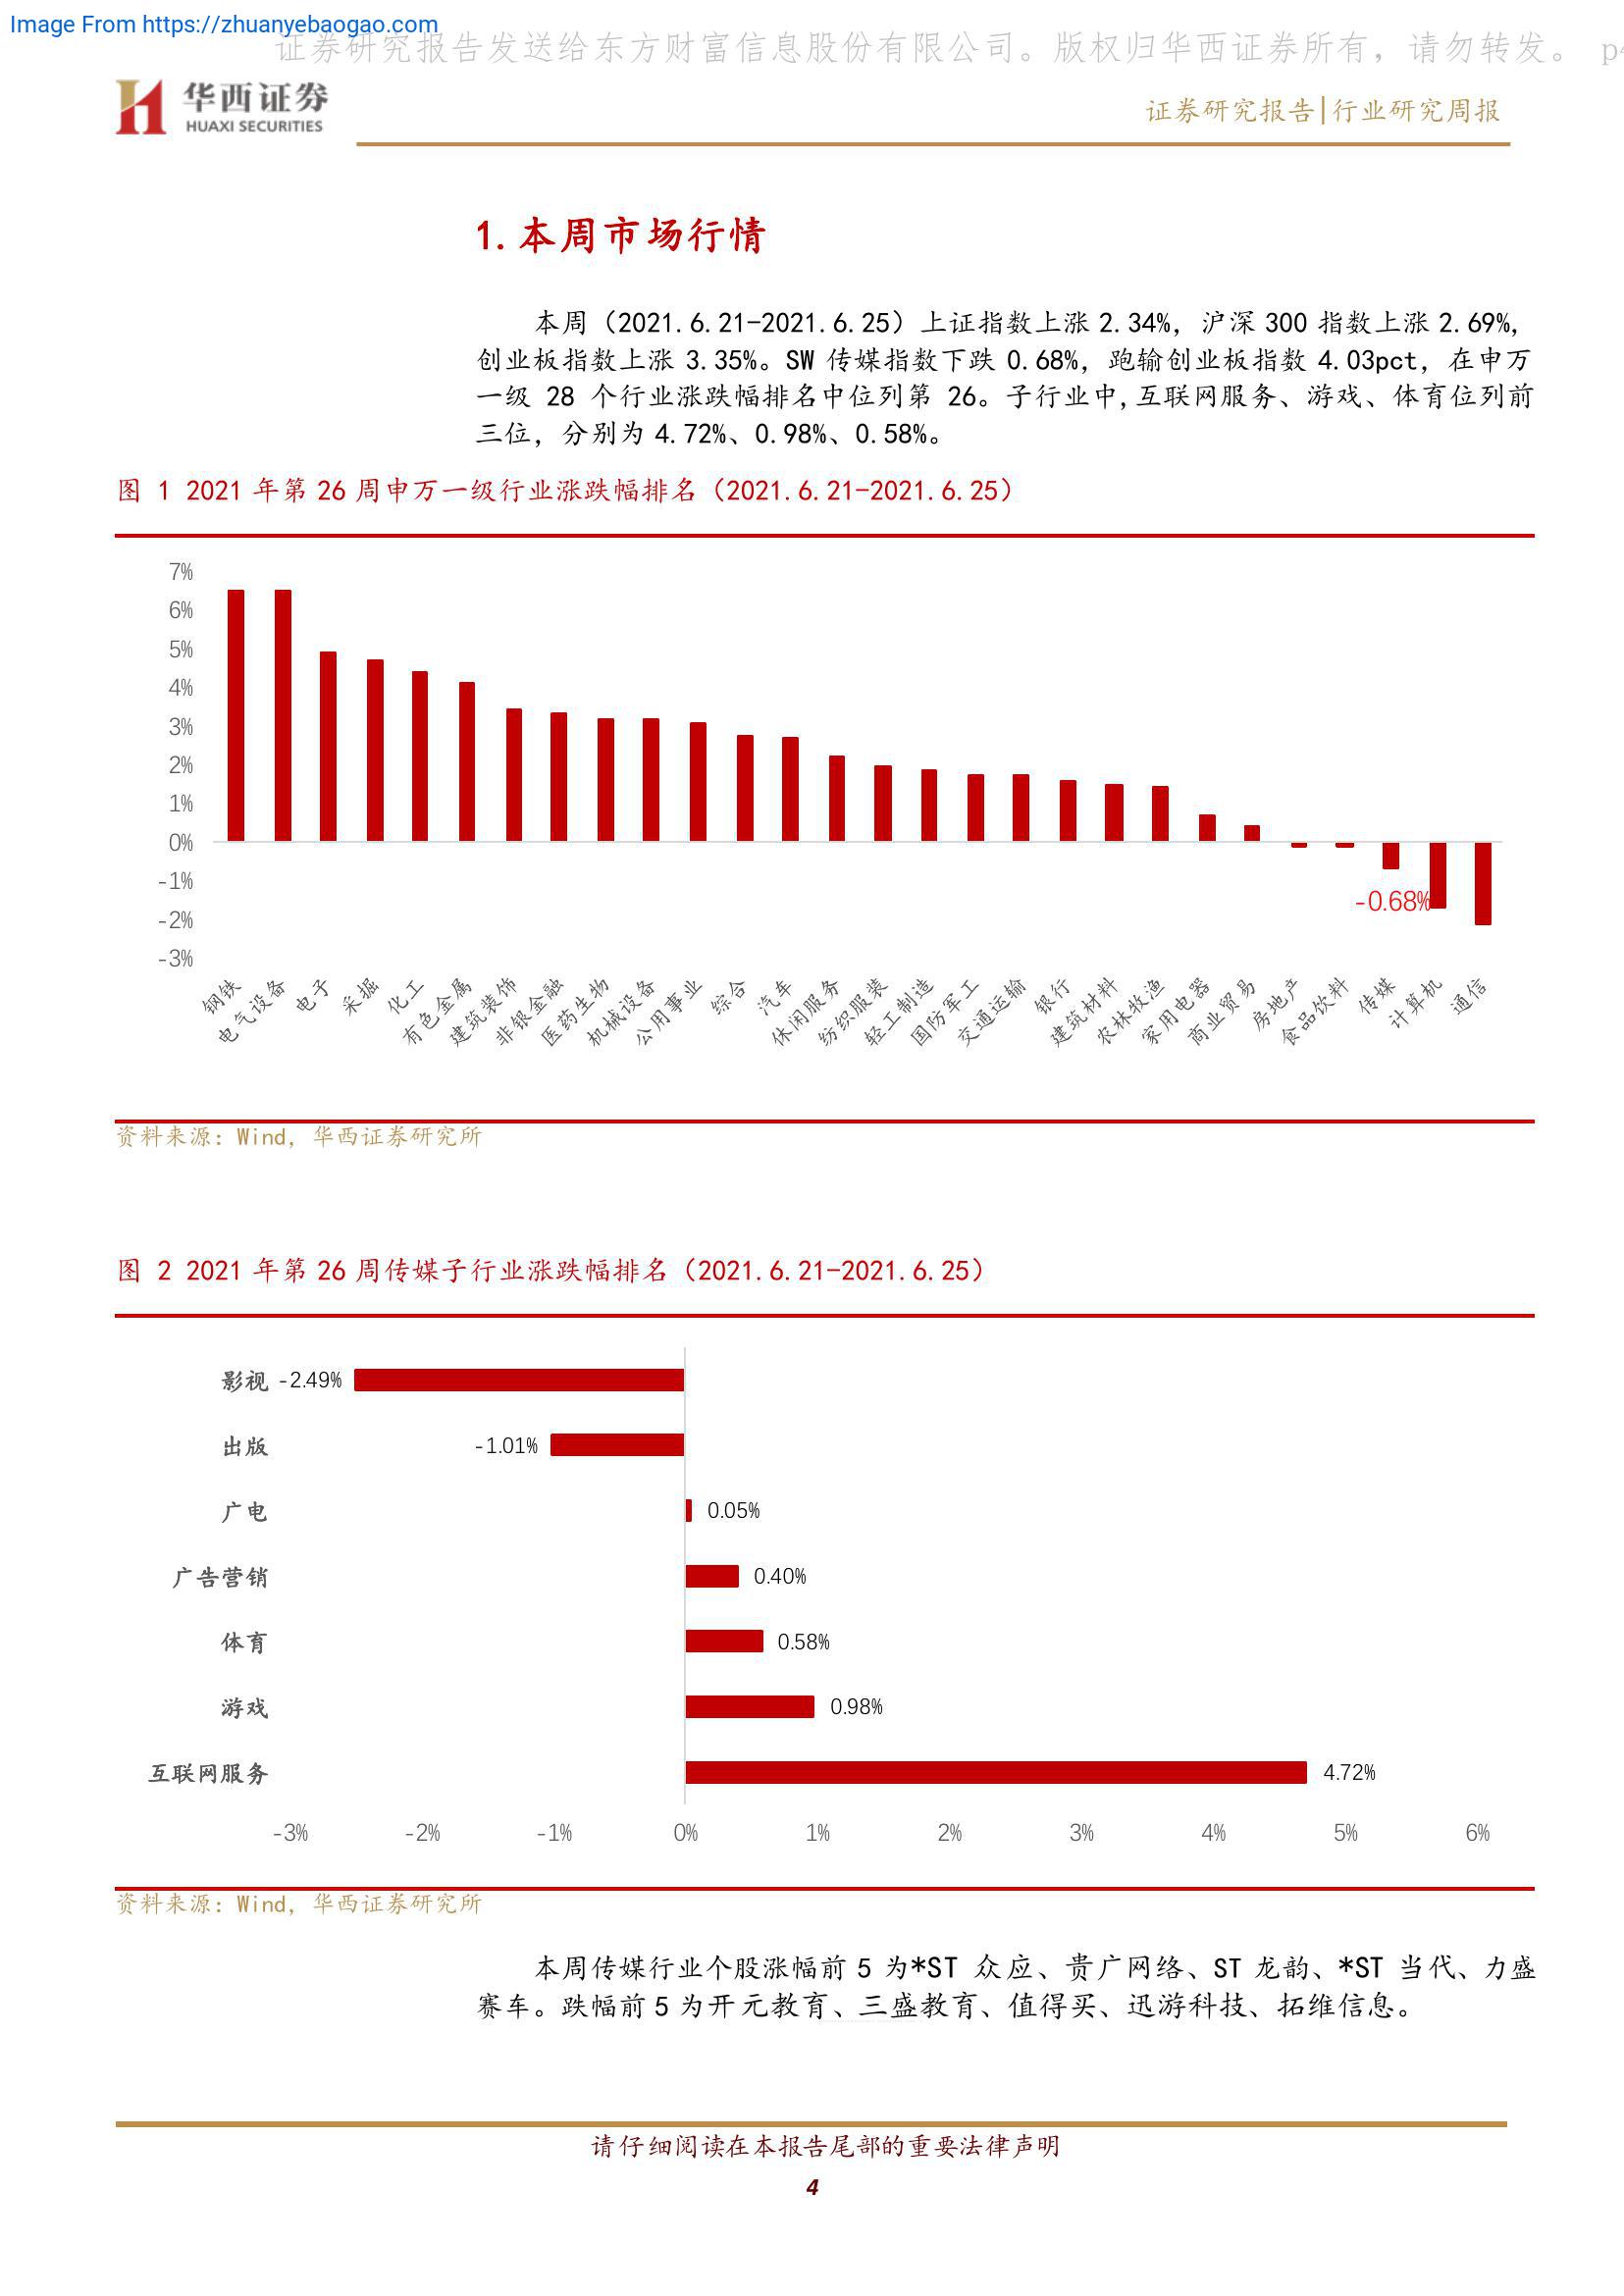 Image From https://zhuanyebaogao.com
证券研究报告发送给东方财富信息股份有限公司。版权归华西证券所有，请勿转发。 p4
华西证券
HUAXI SECURITIES
证券研究报告|行业研究周报
1.本周市场行情
本周（2021.6.21-2021.6.25）上证指数上涨 2.34%，沪深 300 指数上涨 2.69%，
创业板指数上涨 3.35%。SW 传媒指数下跌 0.68%，跑输创业板指数 4.03pct，在申万
一级 28 个行业涨跌幅排名中位列第 26。子行业中,互联网服务、游戏、体育位列前
三位，分别为 4.72%、0.98%、0.58%。
图 1 2021 年第 26 周申万一级行业涨跌幅排名（2021.6.21-2021.6.25）
7%
6%
5%
4%
3%
2%
1%
0%
-1%
-2%
-3%
-0.68%
钢铁
电气设备
电子
采掘
化工
有色金属
建筑装饰
非银金融
医药生物
机械设备
公用事业
综合
汽车
休闲服务
纺织服装
轻工制造
国防军工
交通运输
银行
建筑材料
农林牧渔
家用电器
商业贸易
房地产
食品饮料
传媒
计算机
通信
资料来源：Wind，华西证券研究所
图 2 2021 年第 26 周传媒子行业涨跌幅排名（2021.6.21-2021.6.25）
影视 -2.49%
出版 -1.01%
广电 0.05%
广告营销 0.40%
体育 0.58%
游戏 0.98%
互联网服务 4.72%
-3% -2% -1% 0% 1% 2% 3% 4% 5% 6%
资料来源：Wind，华西证券研究所
本周传媒行业个股涨幅前 5 为*ST 众应、贵广网络、ST 龙韵、*ST 当代、力盛
赛车。跌幅前 5 为开元教育、三盛教育、值得买、迅游科技、拓维信息。
请仔细阅读在本报告尾部的重要法律声明
4